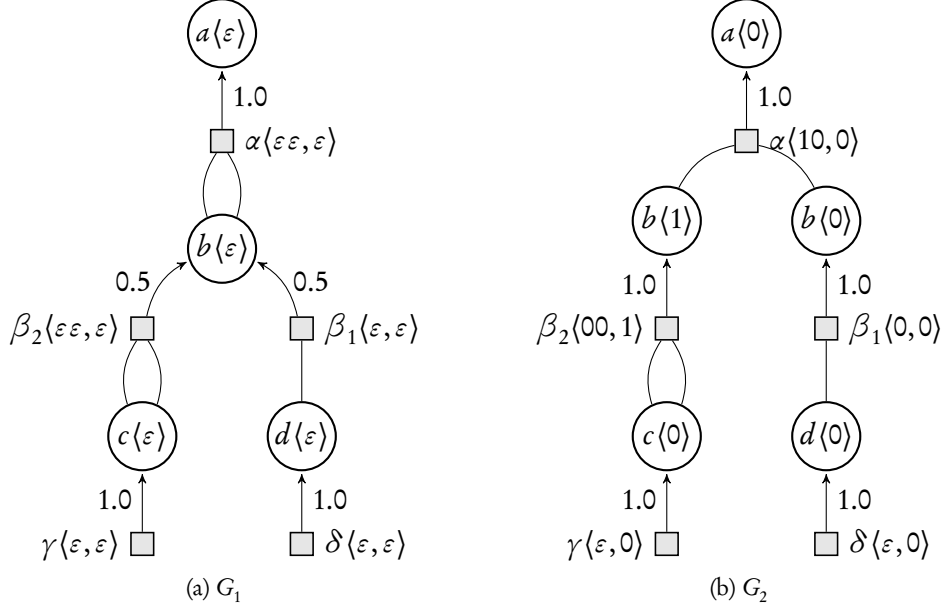 a⟨ε⟩ a⟨0⟩
1.0 1.0
α⟨εε, ε⟩ α⟨10, 0⟩
b⟨ε⟩ b⟨1⟩ b⟨0⟩
0.5 0.5 1.0 1.0
β₂⟨εε, ε⟩ β₁⟨ε, ε⟩ β₂⟨00, 1⟩ β₁⟨0, 0⟩
c⟨ε⟩ d⟨ε⟩ c⟨0⟩ d⟨0⟩
1.0 1.0 1.0 1.0
γ⟨ε, ε⟩ δ⟨ε, ε⟩ γ⟨ε, 0⟩ δ⟨ε, 0⟩
(a) G₁ (b) G₂